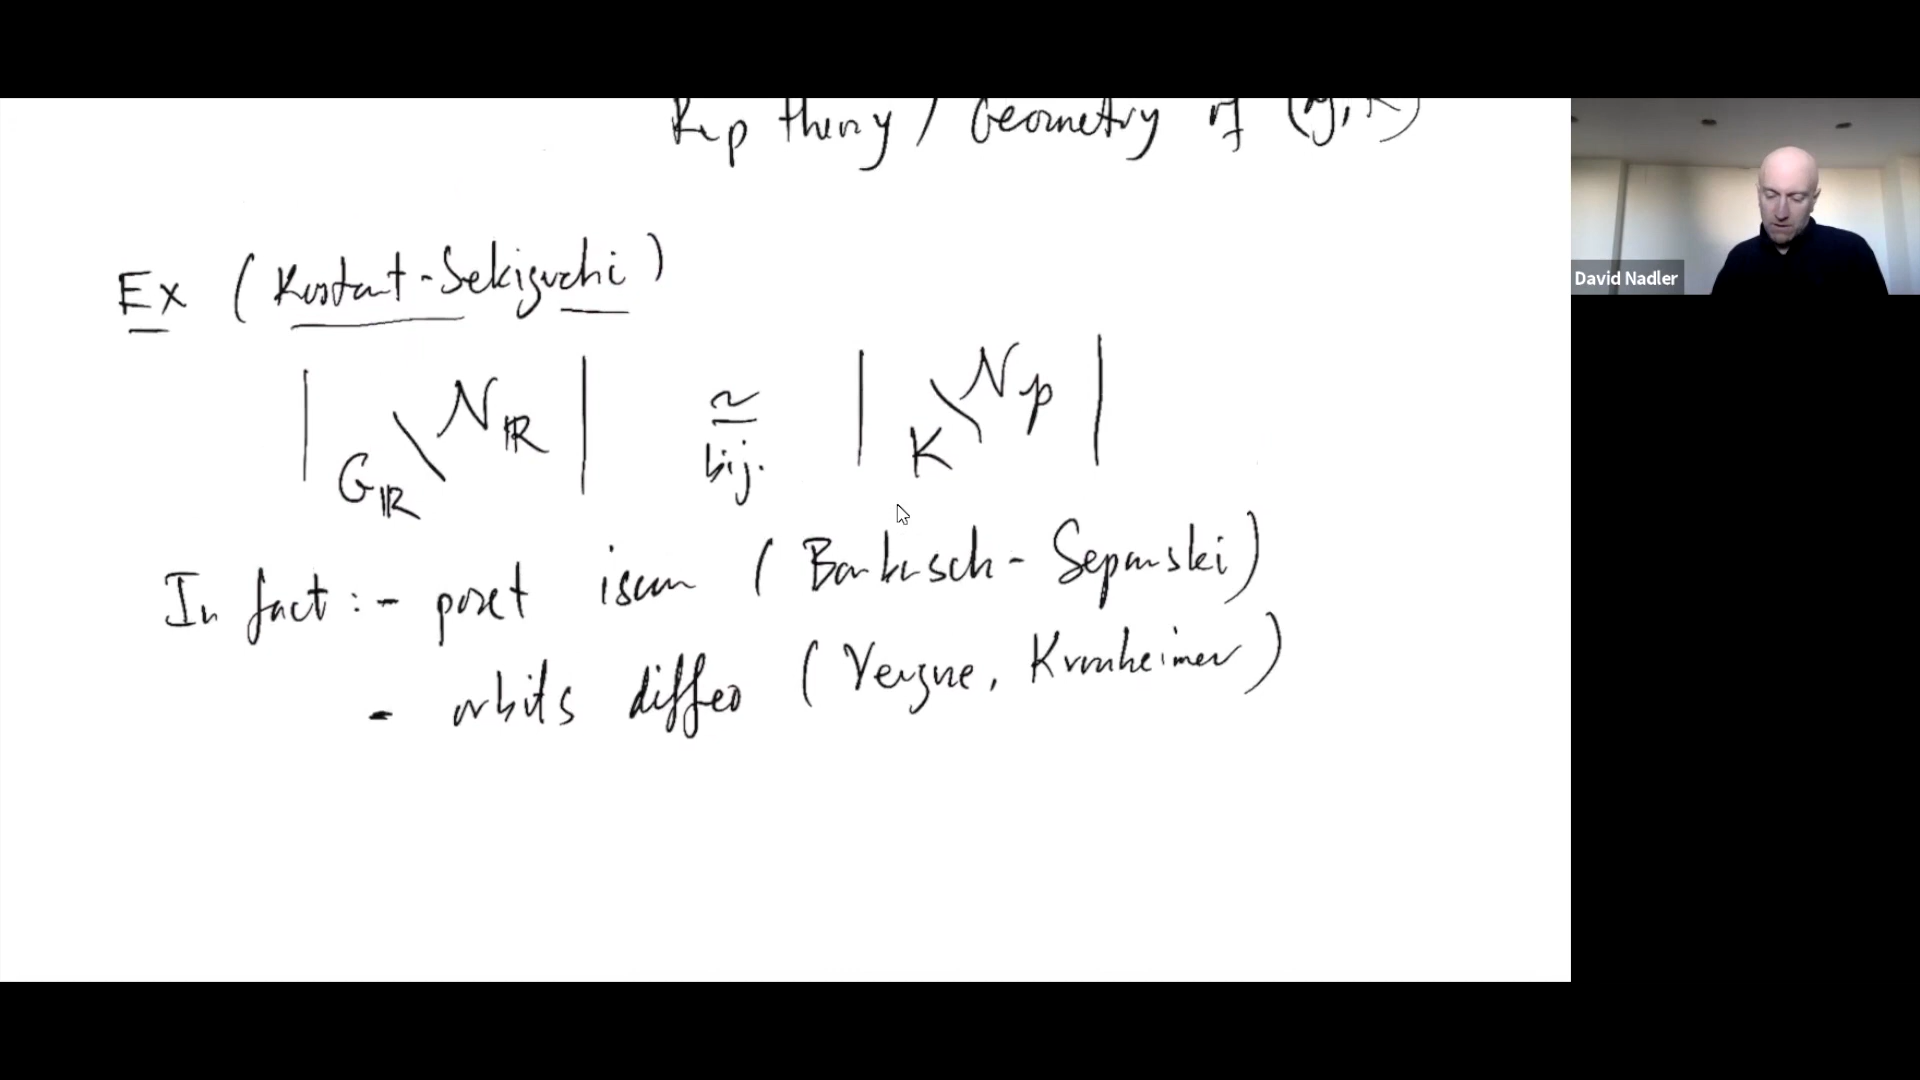 Rep theory / Geometry of (g, K)
David Nadler
Ex (Kostant-Sekiguchi)
| G_ℝ \ N_ℝ | ≃ bij. | K \ N_p |
In fact: - poset isom (Barbasch-Sepanski)
- orbits diffeo (Vergne, Kronheimer)